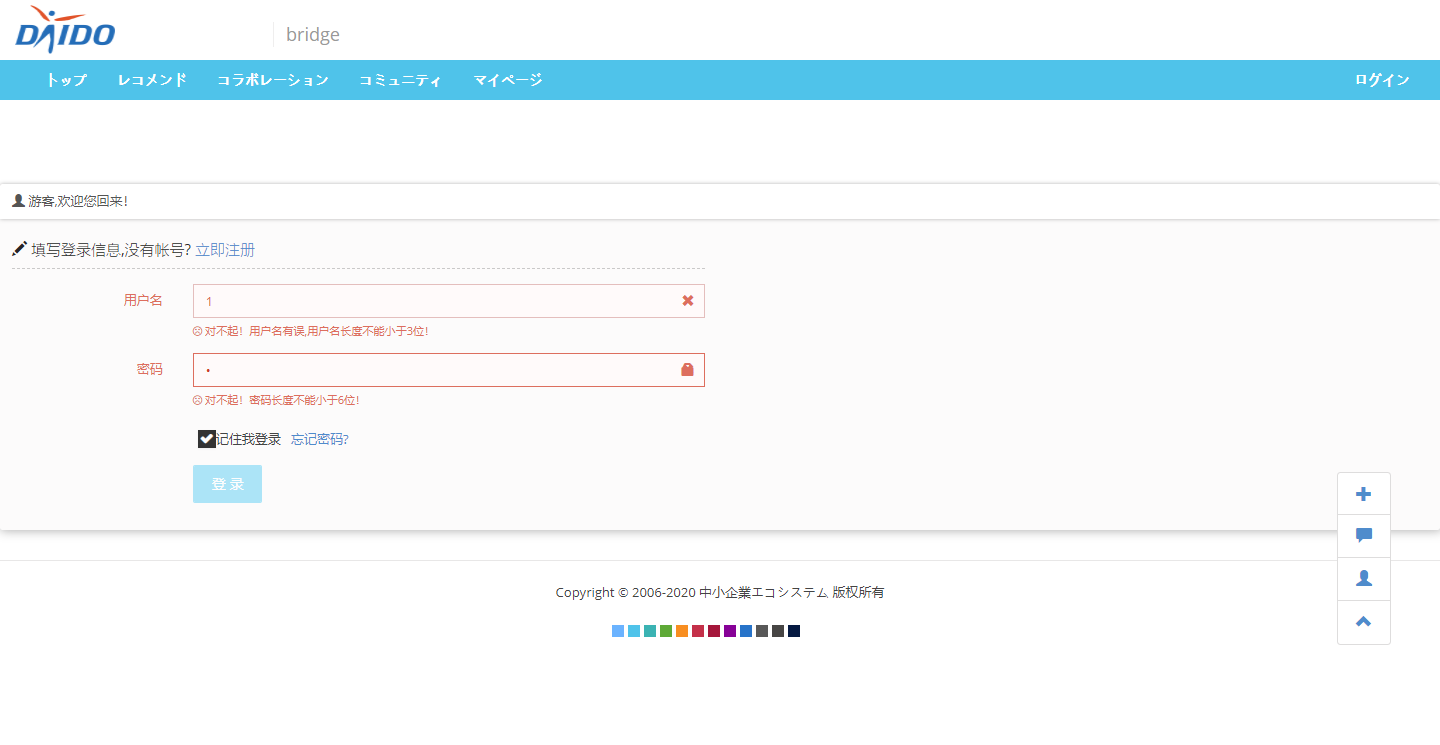 DAIDO
bridge
トップ レコメンド コラボレーション コミュニティ マイページ ログイン
游客,欢迎您回来!
填写登录信息,没有帐号? 立即注册
用户名 1
对不起！用户名有误,用户名长度不能小于3位!
密码 •
对不起！密码长度不能小于6位!
记住我登录 忘记密码?
登 录
Copyright © 2006-2020 中小企業エコシステム 版权所有